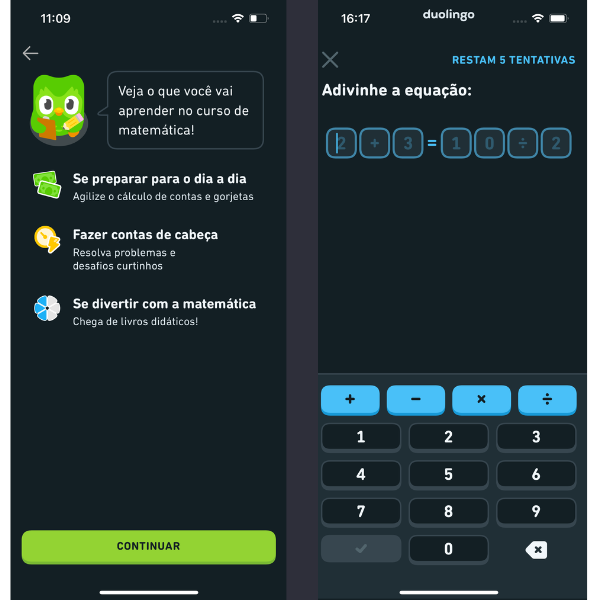 11:09
Veja o que você vai
aprender no curso de
matemática!
Se preparar para o dia a dia
Agilize o cálculo de contas e gorjetas
Fazer contas de cabeça
Resolva problemas e
desafios curtinhos
Se divertir com a matemática
Chega de livros didáticos!
CONTINUAR
16:17
duolingo
RESTAM 5 TENTATIVAS
Adivinhe a equação:
2 + 3 = 1 0 ÷ 2
+ − × ÷
1 2 3
4 5 6
7 8 9
0